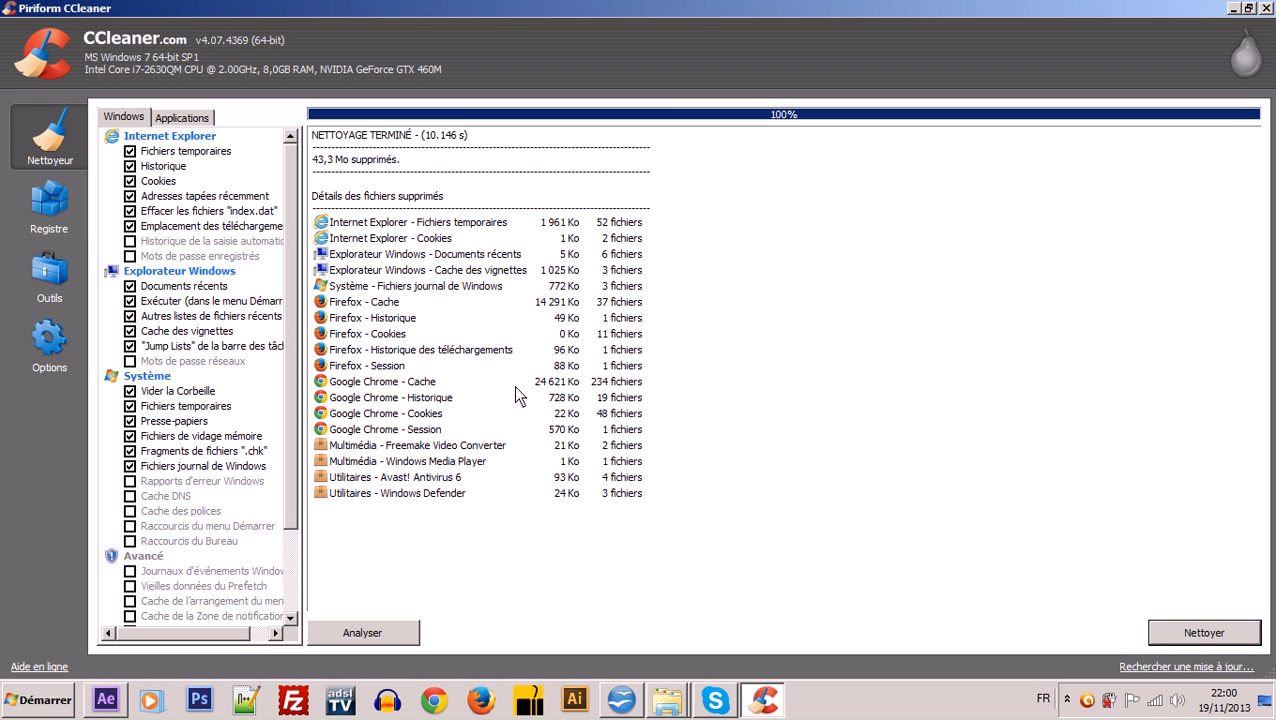 Piriform CCleaner
CCleaner.com v4.07.4369 (64-bit)
MS Windows 7 64-bit SP1
Intel Core i7-2630QM CPU @ 2.00GHz, 8,0GB RAM, NVIDIA GeForce GTX 460M
Nettoyeur
Registre
Outils
Options
Windows
Applications
Internet Explorer
Fichiers temporaires
Historique
Cookies
Adresses tapées récemment
Effacer les fichiers "index.dat"
Emplacement des téléchargeme
Historique de la saisie automati
Mots de passe enregistrés
Explorateur Windows
Documents récents
Exécuter (dans le menu Démarr
Autres listes de fichiers récents
Cache des vignettes
"Jump Lists" de la barre des tâc
Mots de passe réseaux
Système
Vider la Corbeille
Fichiers temporaires
Presse-papiers
Fichiers de vidage mémoire
Fragments de fichiers ".chk"
Fichiers journal de Windows
Rapports d'erreur Windows
Cache DNS
Cache des polices
Raccourcis du menu Démarrer
Raccourcis du Bureau
Avancé
Journaux d'événements Window
Vieilles données du Prefetch
Cache de l'arrangement du men
Cache de la Zone de notification
100%
NETTOYAGE TERMINÉ - (10.146 s)
43,3 Mo supprimés.
Détails des fichiers supprimés
Internet Explorer - Fichiers temporaires 1 961 Ko 52 fichiers
Internet Explorer - Cookies 1 Ko 2 fichiers
Explorateur Windows - Documents récents 5 Ko 6 fichiers
Explorateur Windows - Cache des vignettes 1 025 Ko 3 fichiers
Système - Fichiers journal de Windows 772 Ko 3 fichiers
Firefox - Cache 14 291 Ko 37 fichiers
Firefox - Historique 49 Ko 1 fichiers
Firefox - Cookies 0 Ko 11 fichiers
Firefox - Historique des téléchargements 96 Ko 1 fichiers
Firefox - Session 88 Ko 1 fichiers
Google Chrome - Cache 24 621 Ko 234 fichiers
Google Chrome - Historique 728 Ko 19 fichiers
Google Chrome - Cookies 22 Ko 48 fichiers
Google Chrome - Session 570 Ko 1 fichiers
Multimédia - Freemake Video Converter 21 Ko 2 fichiers
Multimédia - Windows Media Player 1 Ko 1 fichiers
Utilitaires - Avast! Antivirus 6 93 Ko 4 fichiers
Utilitaires - Windows Defender 24 Ko 3 fichiers
Analyser
Nettoyer
Aide en ligne
Rechercher une mise à jour...
Démarrer
Ae
Ps
Fz
adsl TV
Ai
S
FR
22:00
19/11/2013